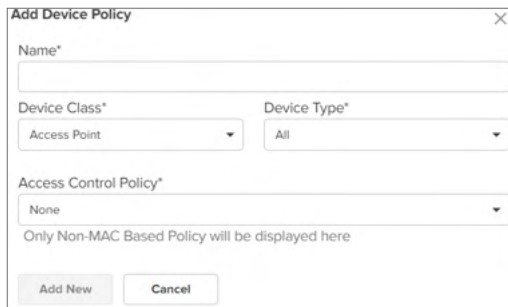 Add Device Policy
Name*
Device Class* Device Type*
Access Point All
Access Control Policy*
None
Only Non-MAC Based Policy will be displayed here
Add New Cancel